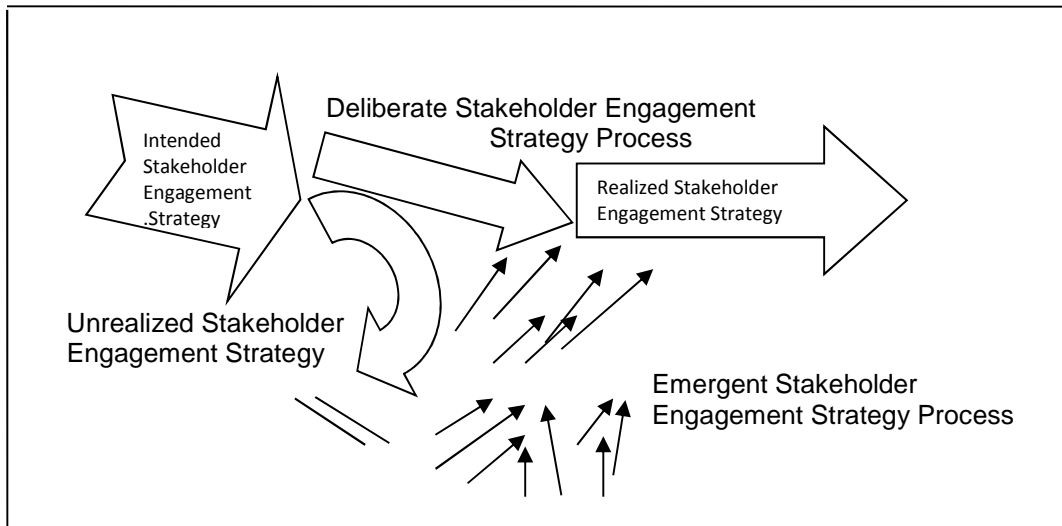 Deliberate Stakeholder Engagement
Strategy Process
Intended
Stakeholder
Engagement
.Strategy
Realized Stakeholder
Engagement Strategy
Unrealized Stakeholder
Engagement Strategy
Emergent Stakeholder
Engagement Strategy Process